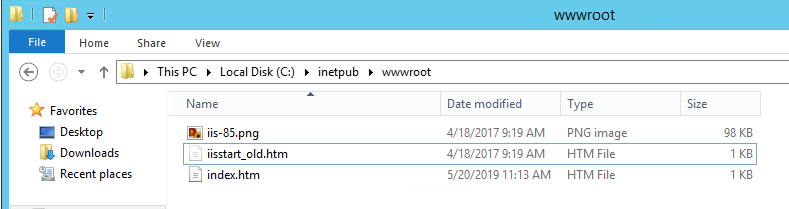 wwwroot
File Home Share View
This PC Local Disk (C:) inetpub wwwroot
Favorites
Desktop
Downloads
Recent places
Name Date modified Type Size
iis-85.png 4/18/2017 9:19 AM PNG image 98 KB
iisstart_old.htm 4/18/2017 9:19 AM HTM File 1 KB
index.htm 5/20/2019 11:13 AM HTM File 1 KB